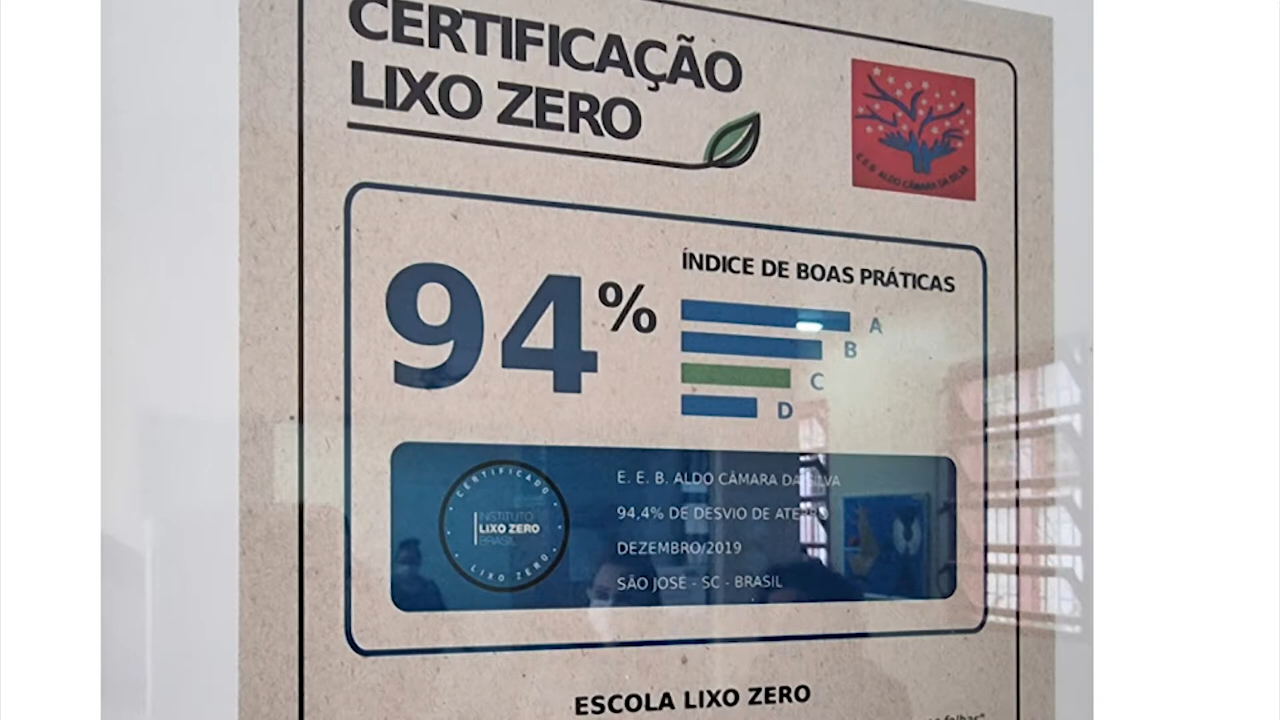 CERTIFICAÇÃO
LIXO ZERO
E.E.B. ALDO CÂMARA DA SILVA
94%
ÍNDICE DE BOAS PRÁTICAS
A
B
C
D
CERTIFICADO
INSTITUTO
LIXO ZERO
BRASIL
LIXO ZERO
E. E. B. ALDO CÂMARA DA SILVA
94,4% DE DESVIO DE ATERRO
DEZEMBRO/2019
SÃO JOSÉ - SC - BRASIL
ESCOLA LIXO ZERO